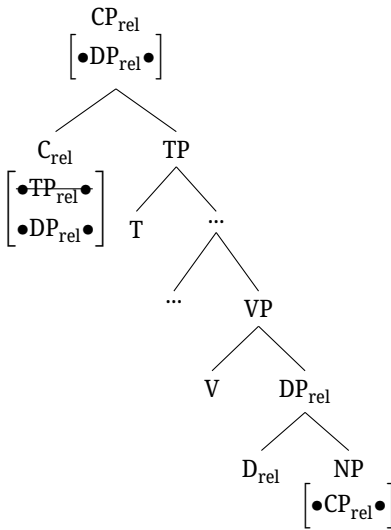 CP_rel
[•DP_rel•]
C_rel TP
[•TP_rel•
•DP_rel•] T ...
... VP
V DP_rel
D_rel NP
[•CP_rel•]